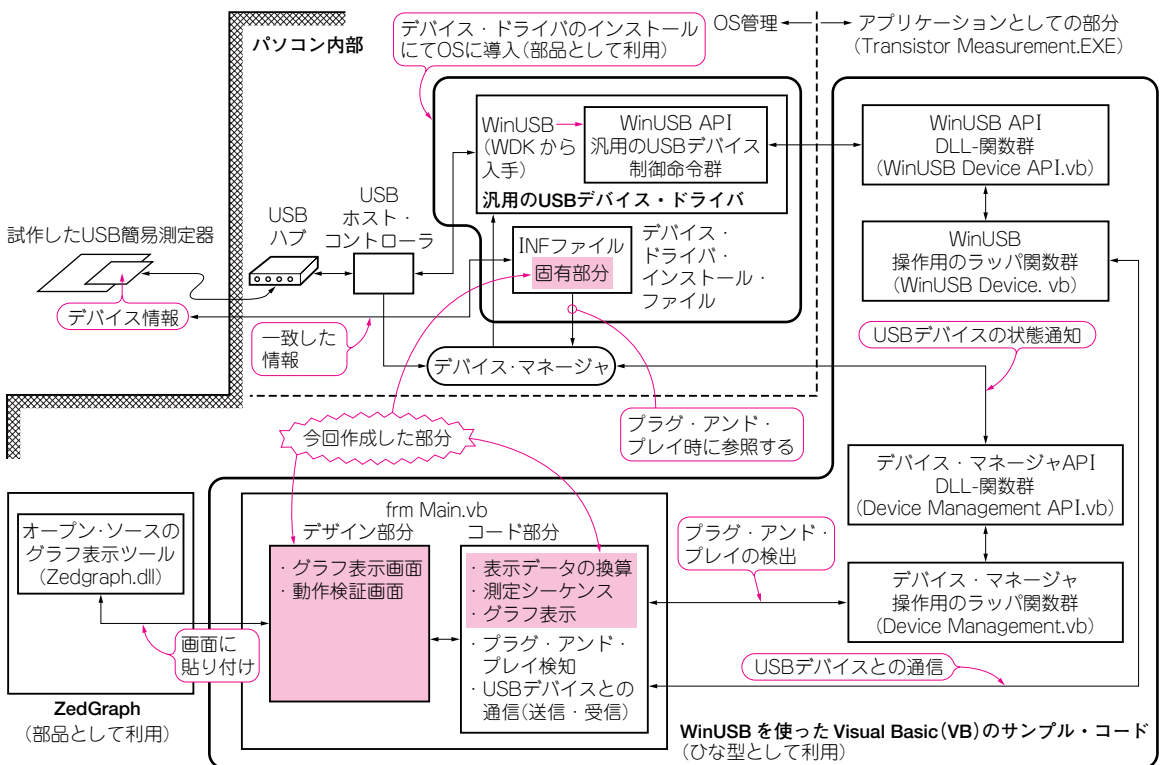 デバイス・ドライバのインストール
にてOSに導入(部品として利用)
OS管理
アプリケーションとしての部分
(Transistor Measurement.EXE)
パソコン内部
WinUSB
(WDK から
入手)
WinUSB API
汎用のUSBデバイス
制御命令群
汎用のUSBデバイス・ドライバ
WinUSB API
DLL-関数群
(WinUSB Device API.vb)
試作したUSB簡易測定器
USB
ハブ
USB
ホスト・
コントローラ
INFファイル
固有部分
デバイス・
ドライバ・
インストール・
ファイル
WinUSB
操作用のラッパ関数群
(WinUSB Device. vb)
デバイス情報
一致した
情報
デバイス・マネージャ
USBデバイスの状態通知
今回作成した部分
プラグ・アンド・
プレイ時に参照する
デバイス・マネージャAPI
DLL-関数群
(Device Management API.vb)
オープン・ソースの
グラフ表示ツール
(Zedgraph.dll)
frm Main.vb
デザイン部分
コード部分
・グラフ表示画面
・動作検証画面
・表示データの換算
・測定シーケンス
・グラフ表示
・プラグ・アンド・
プレイ検知
・USBデバイスとの
通信(送信・受信)
プラグ・アンド・
プレイの検出
デバイス・マネージャ
操作用のラッパ関数群
(Device Management.vb)
画面に
貼り付け
USBデバイスとの通信
ZedGraph
(部品として利用)
WinUSB を使った Visual Basic(VB)のサンプル・コード
(ひな型として利用)